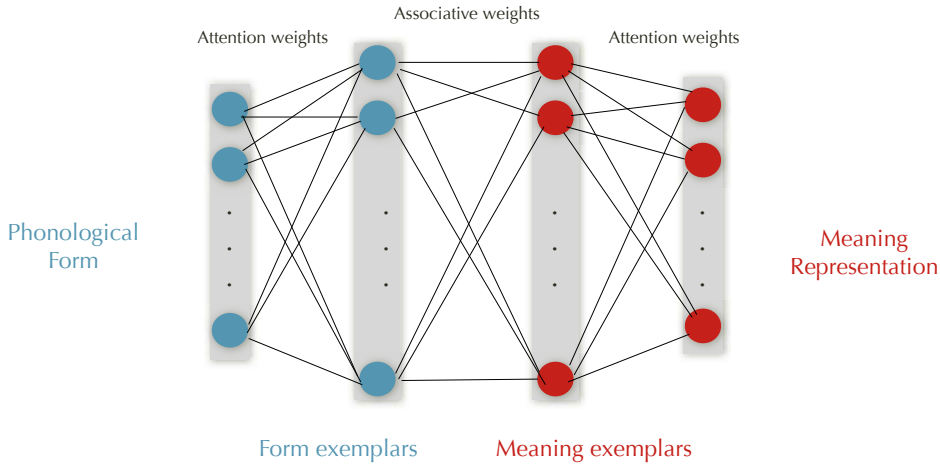 Associative weights
Attention weights
Attention weights
Phonological
Form
Meaning
Representation
Form exemplars
Meaning exemplars